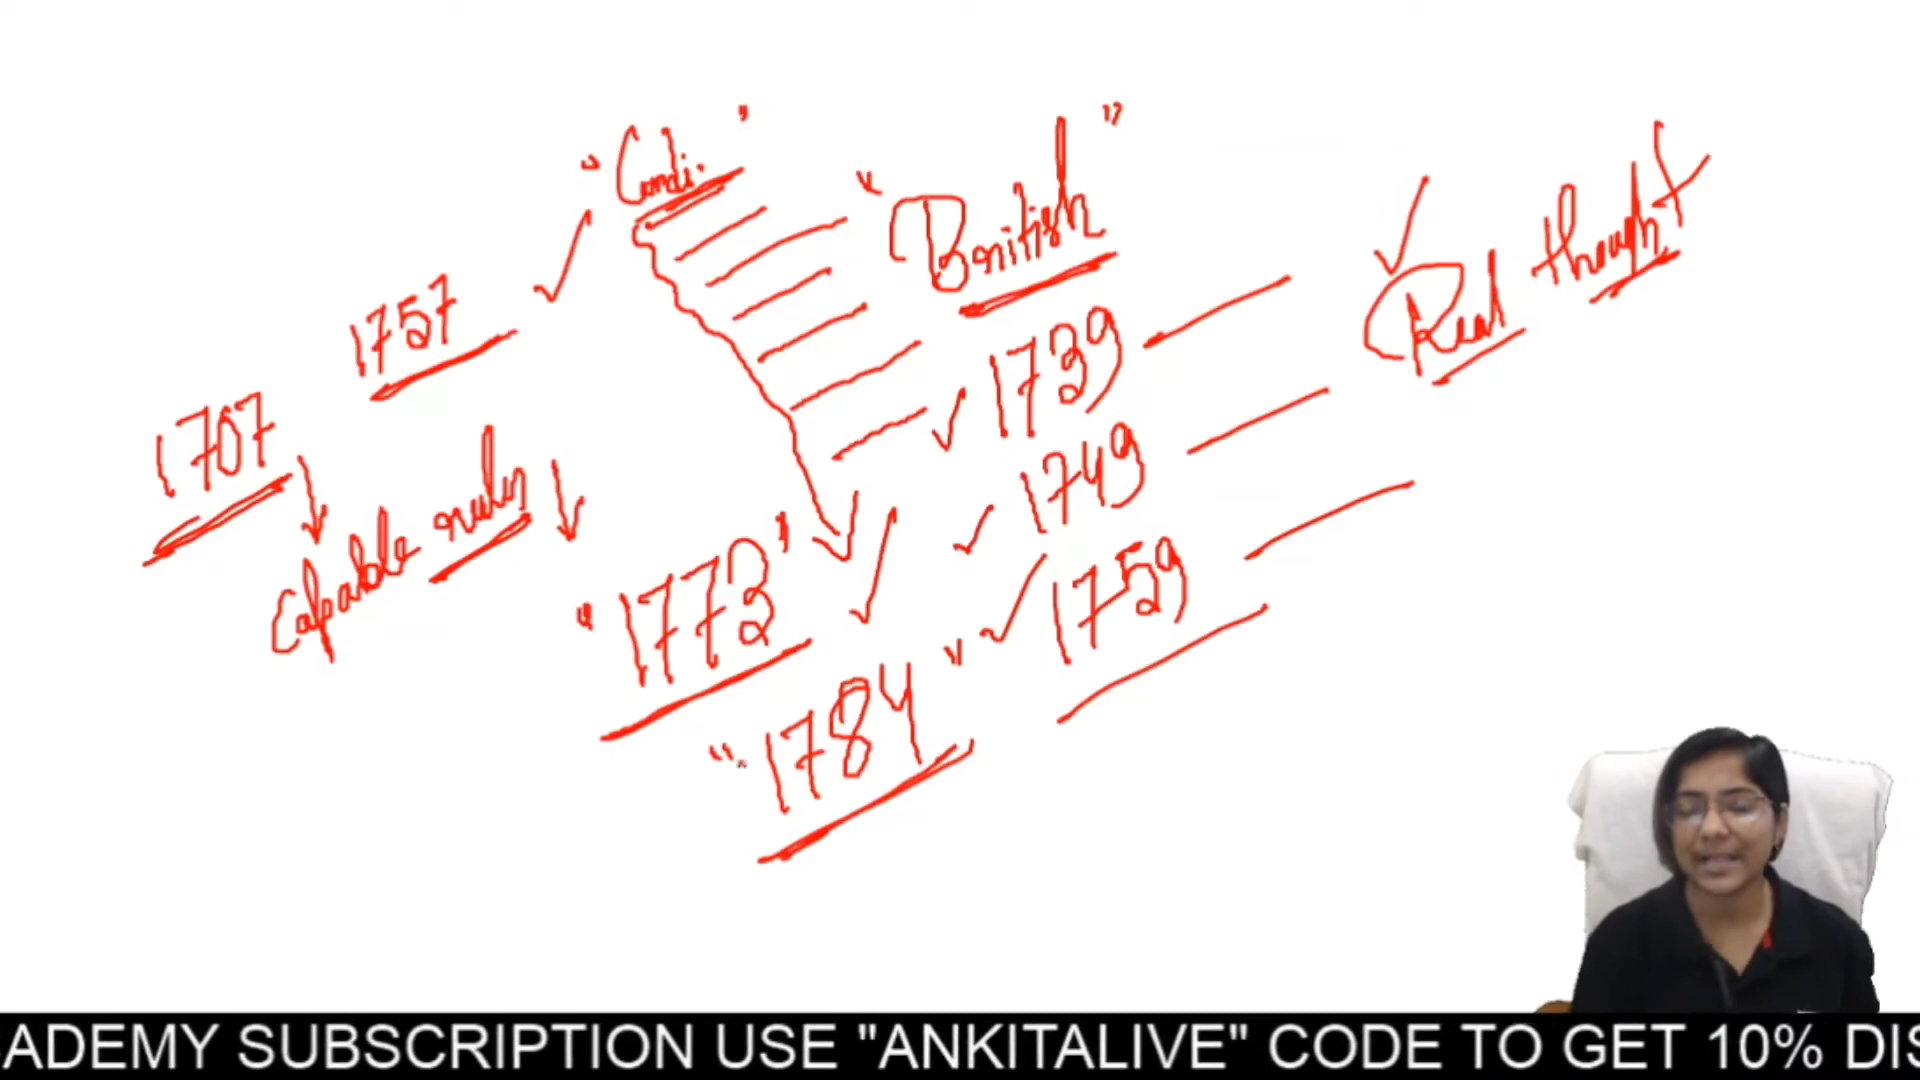 "Condi."
"British"
Real thought
1757
1739
1707
1749
Capable rulers
"1773"
1759
"1784"
ADEMY SUBSCRIPTION USE "ANKITALIVE" CODE TO GET 10% DIS